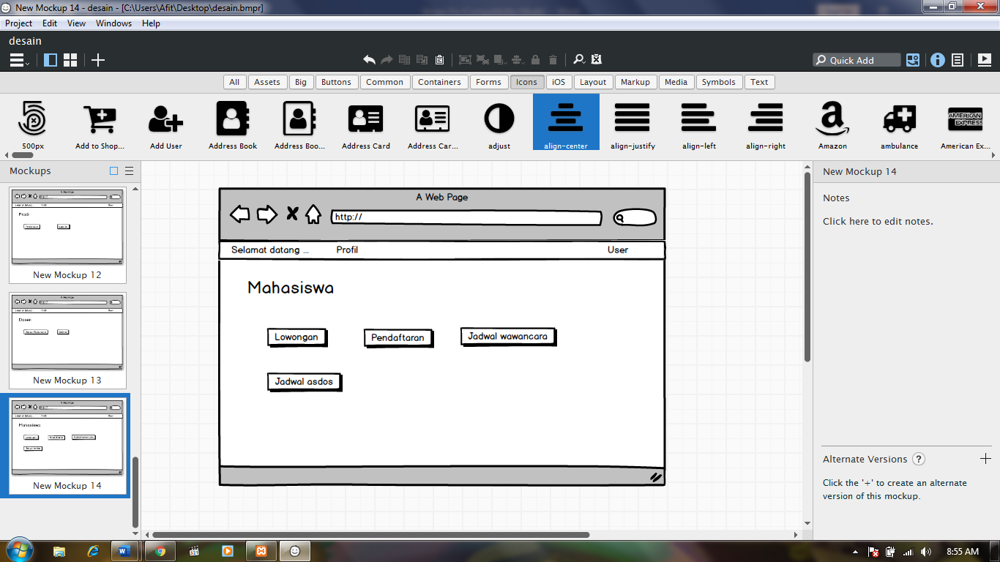 New Mockup 14 - desain - [C:\Users\Afit\Desktop\desain.bmpr]
Project Edit View Windows Help
desain
Quick Add
All Assets Big Buttons Common Containers Forms Icons iOS Layout Markup Media Symbols Text
AMERICAN EXPRESS
500px Add to Shop... Add User Address Book Address Boo... Address Card Address Car... adjust align-center align-justify align-left align-right Amazon ambulance American Ex...
Mockups
Prodi
New Mockup 12
Dosen
New Mockup 13
Mahasiswa
New Mockup 14
A Web Page
http://
Selamat datang ... Profil User
Mahasiswa
Lowongan Pendaftaran Jadwal wawancara
Jadwal asdos
New Mockup 14
Notes
Click here to edit notes.
Alternate Versions ?
Click the '+' to create an alternate
version of this mockup.
8:55 AM